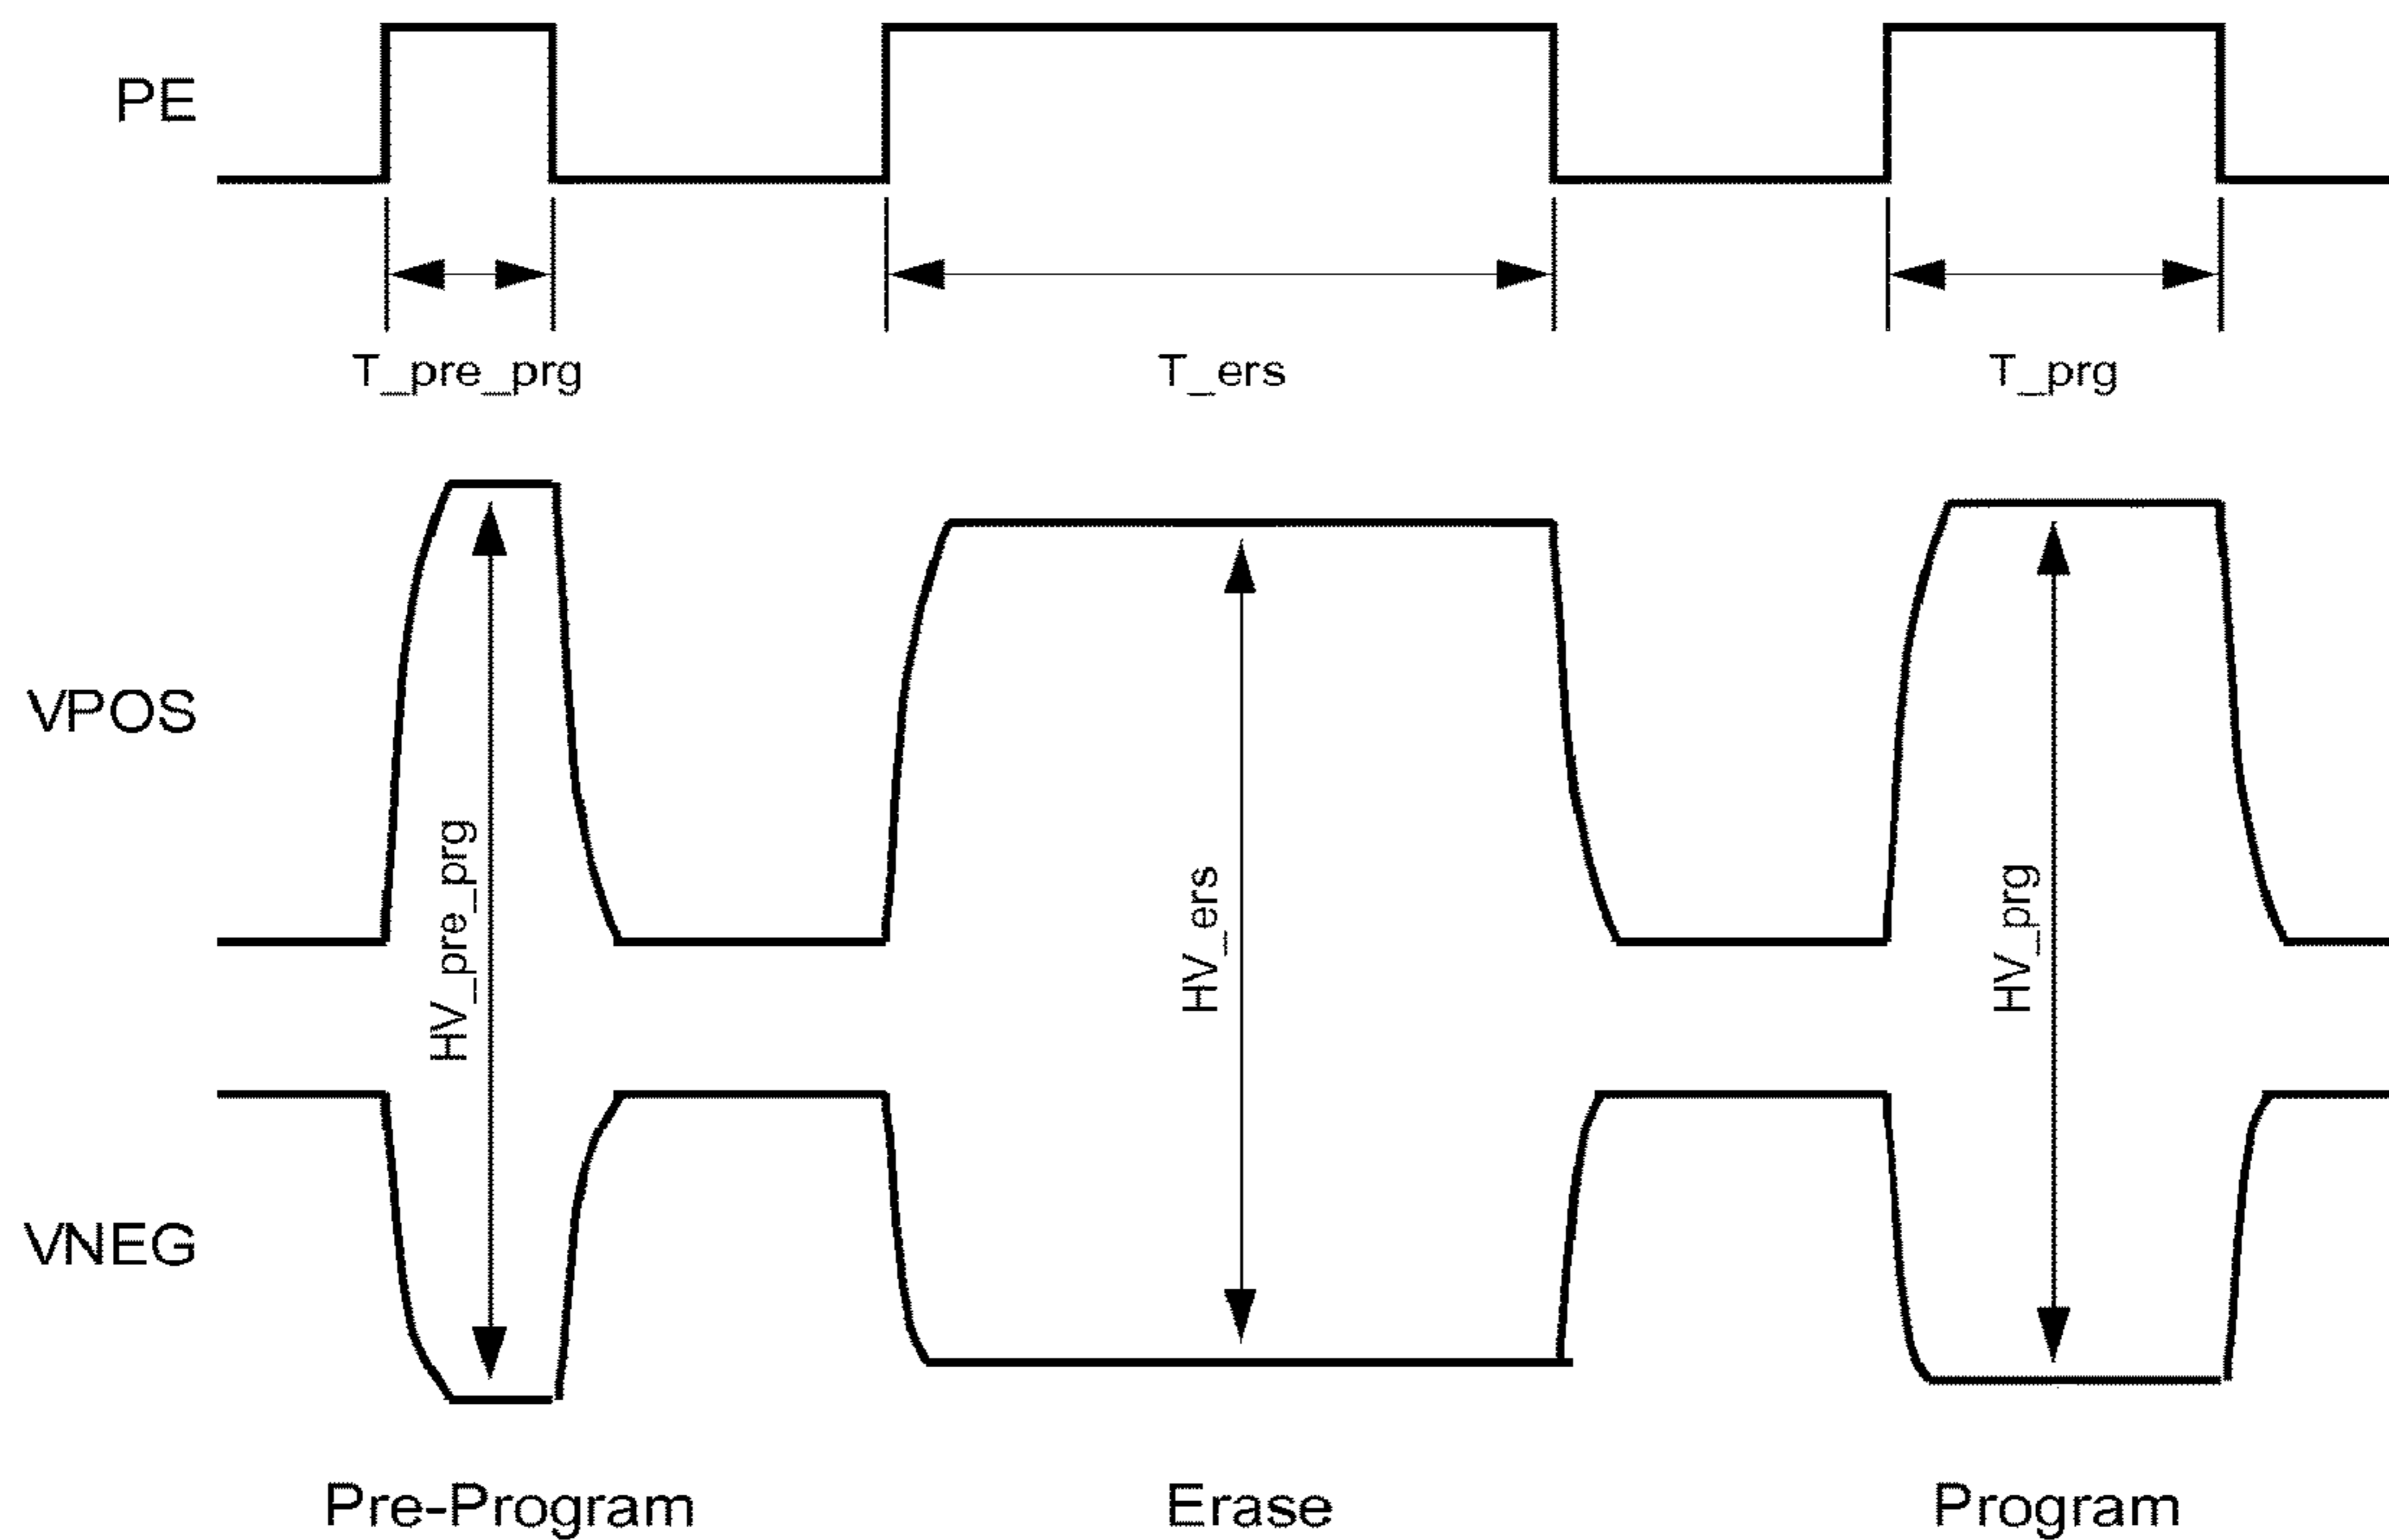 PE
T_pre_prg
T_ers
T_prg
VPOS
HV_pre_prg
HV_ers
HV_prg
VNEG
Pre-Program
Erase
Program